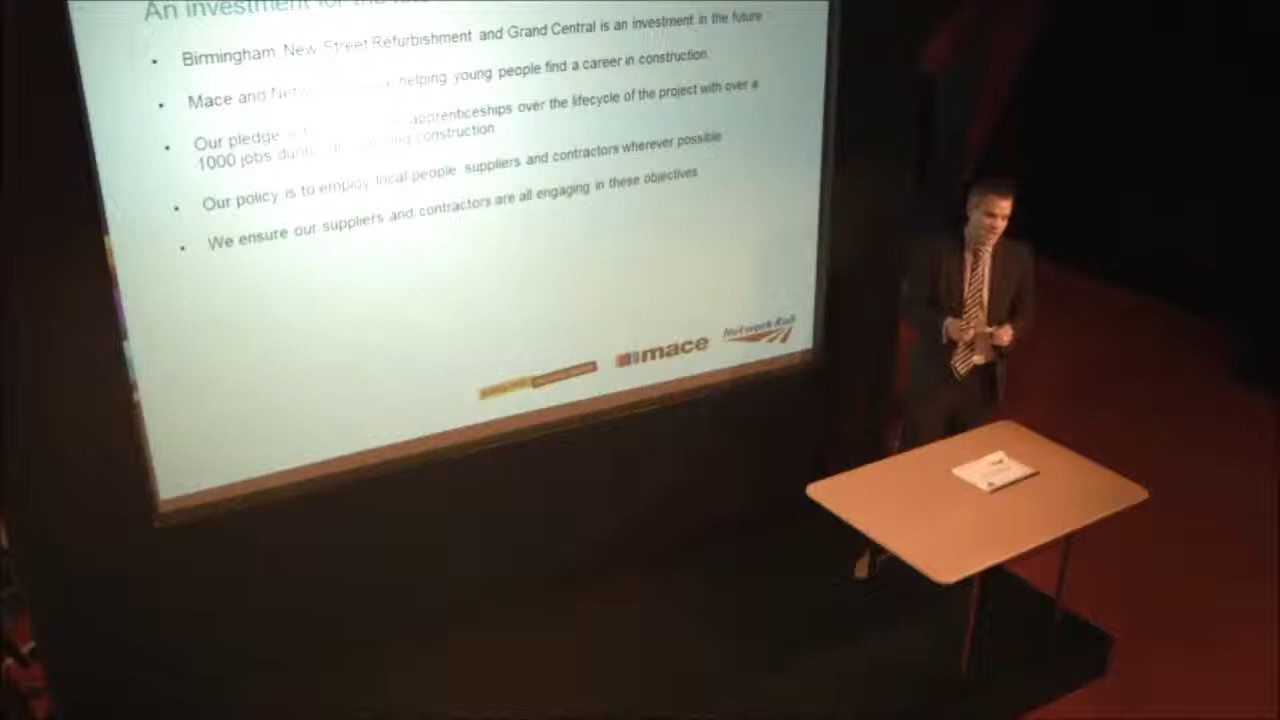 An investment for the
• Birmingham New Street Refurbishment and Grand Central is an investment in the future
• Mace and helping young people find a career in construction.
• Our pledge apprenticeships over the lifecycle of the project with over a
1000 jobs during construction
• Our policy is to employ local people, suppliers and contractors wherever possible
• We ensure our suppliers and contractors are all engaging in these objectives
mace
Network Rail